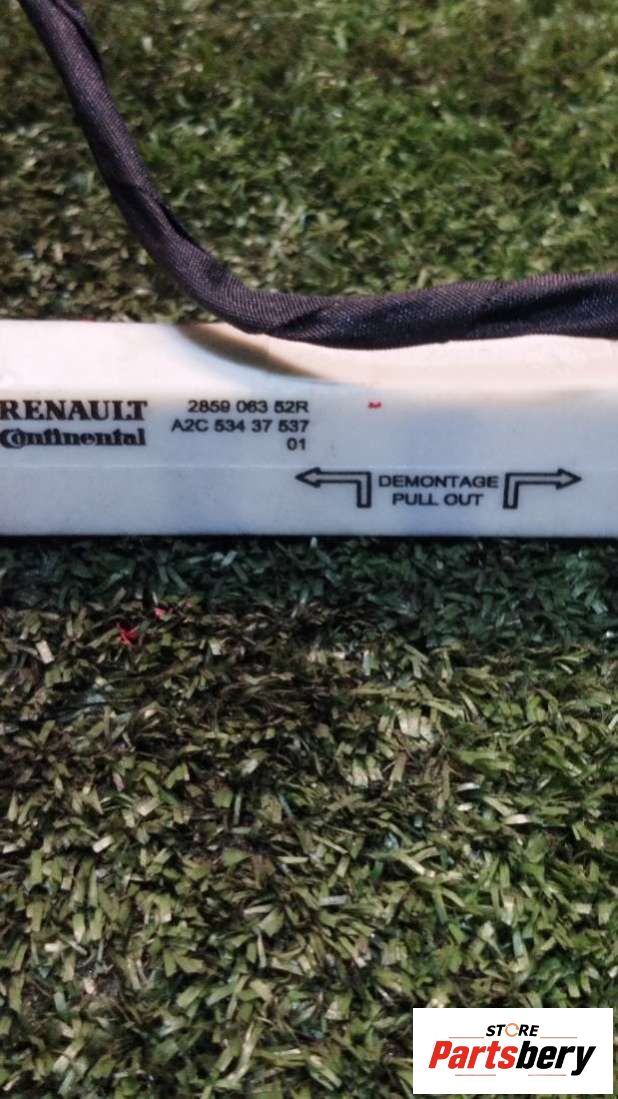 RENAULT
Continental
2859 063 52R
A2C 534 37 537
01
DEMONTAGE
PULL OUT
STORE
Partsbery